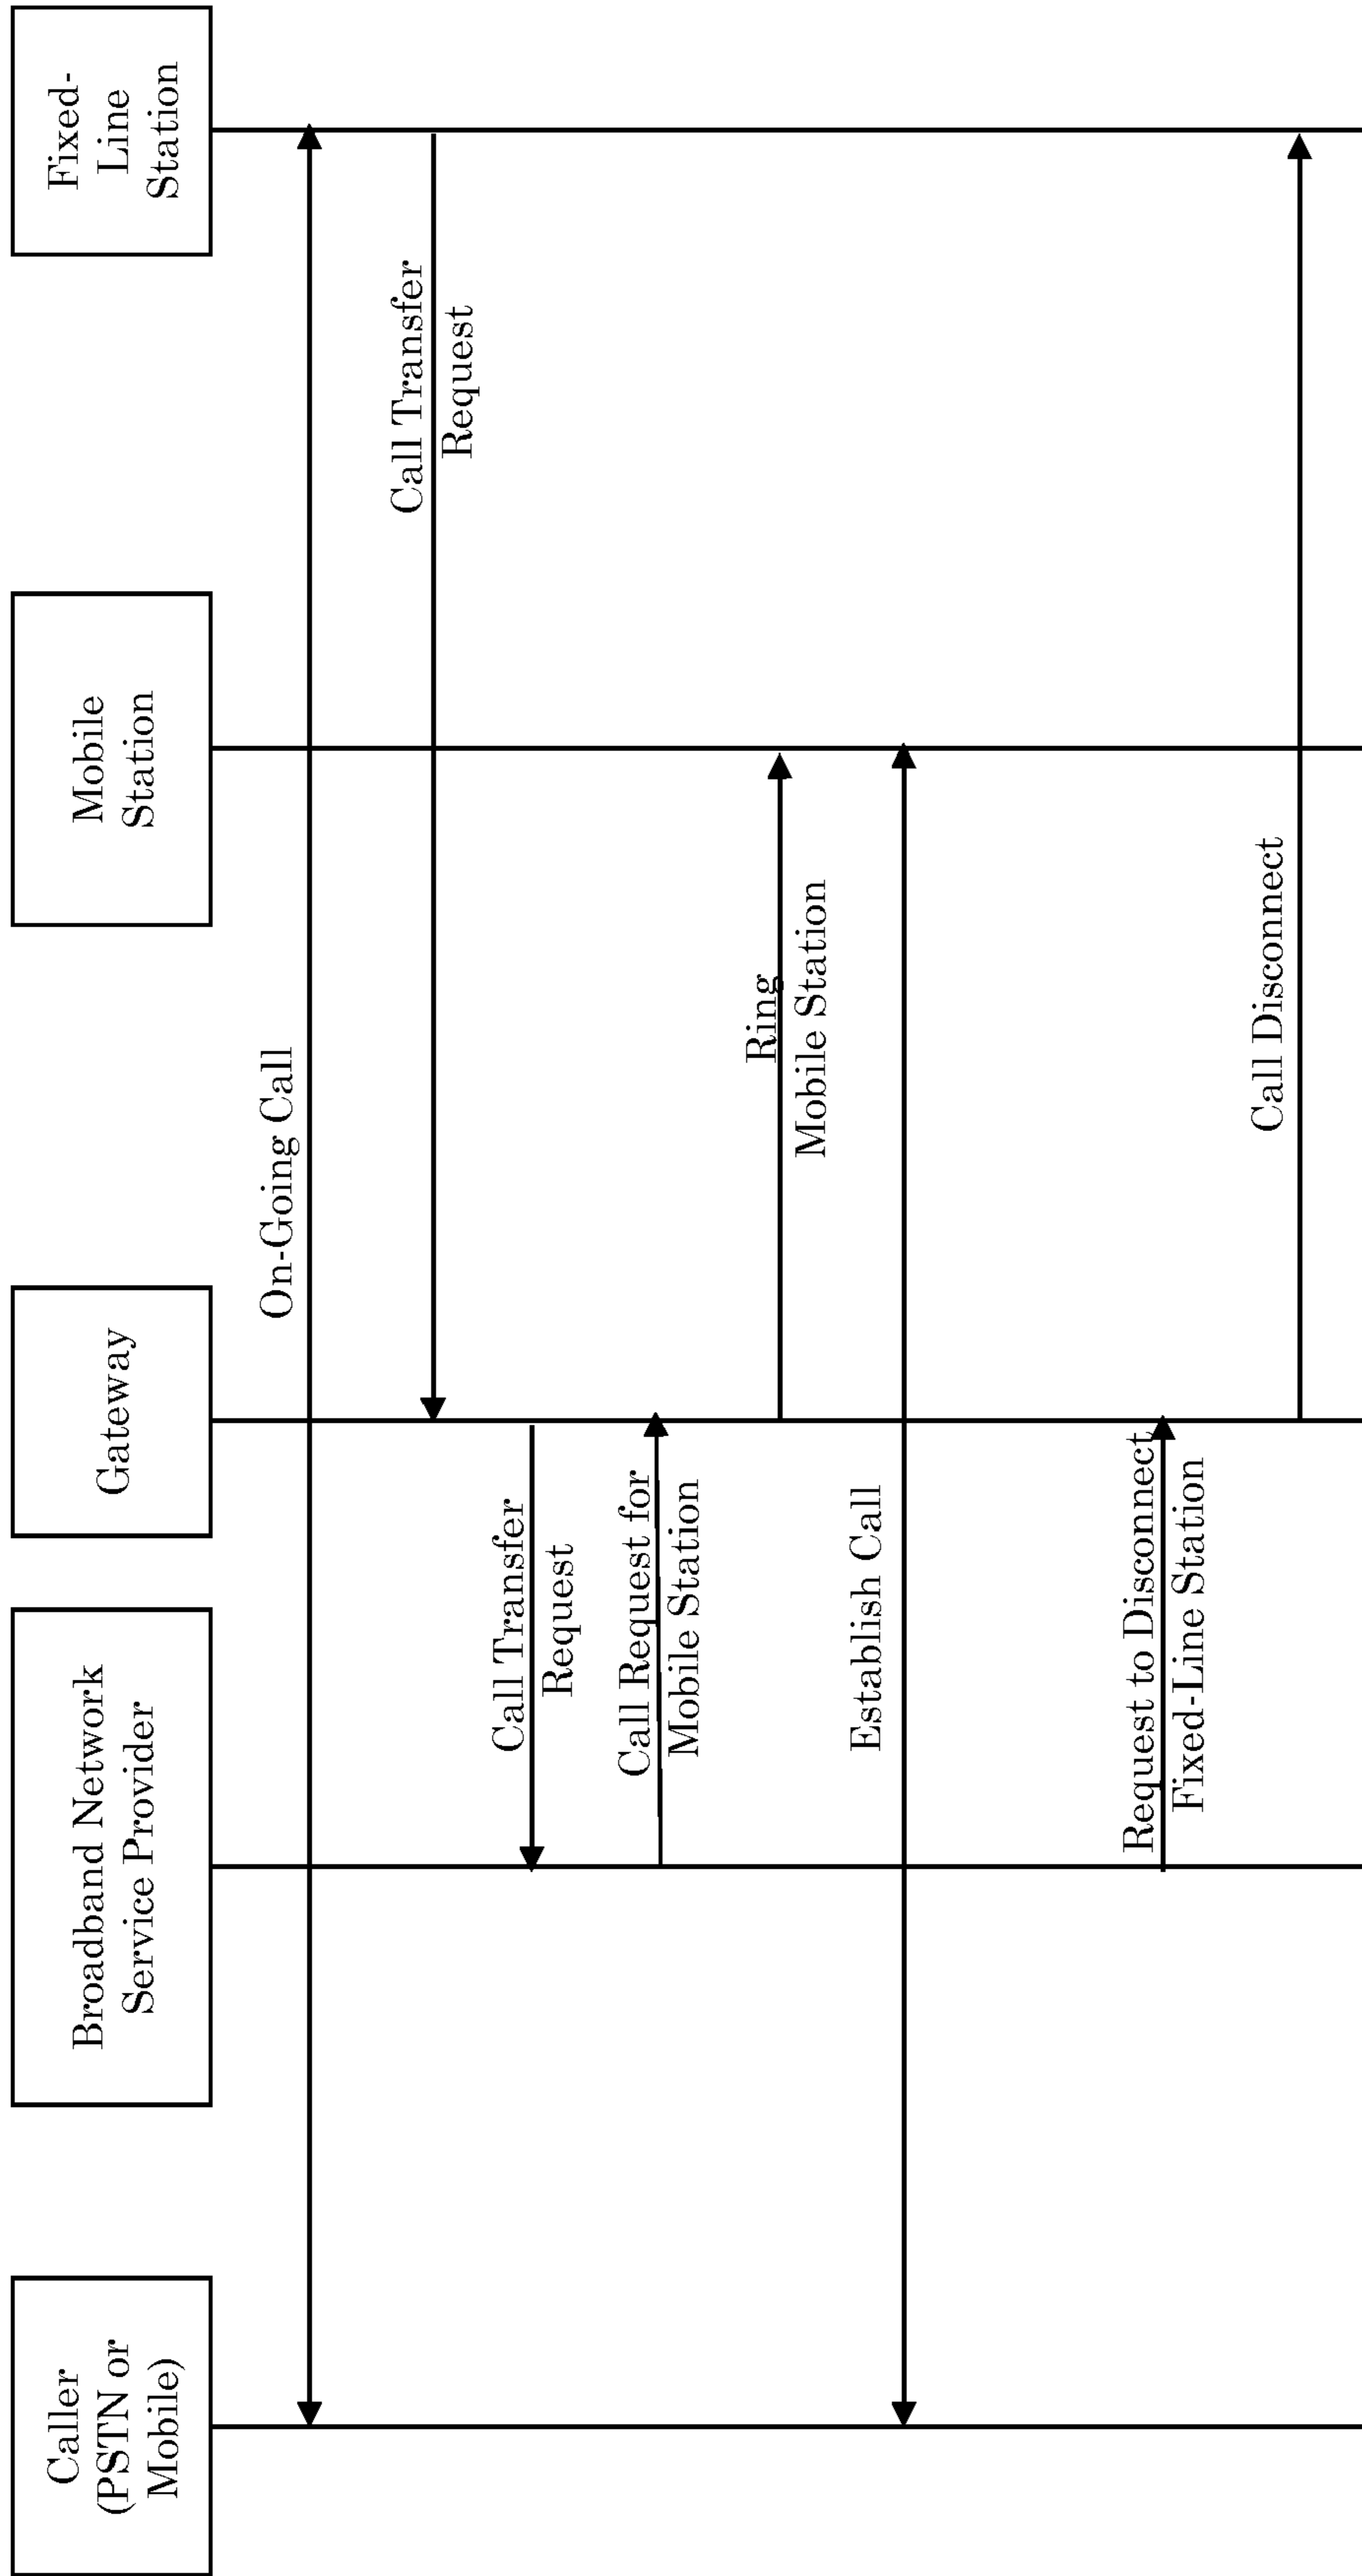 Caller
(PSTN or
Mobile)
Broadband Network
Service Provider
Gateway
Mobile
Station
Fixed-
Line
Station
On-Going Call
Call Transfer
Request
Call Transfer
Request
Call Request for
Mobile Station
Ring
Mobile Station
Establish Call
Request to Disconnect
Fixed-Line Station
Call Disconnect